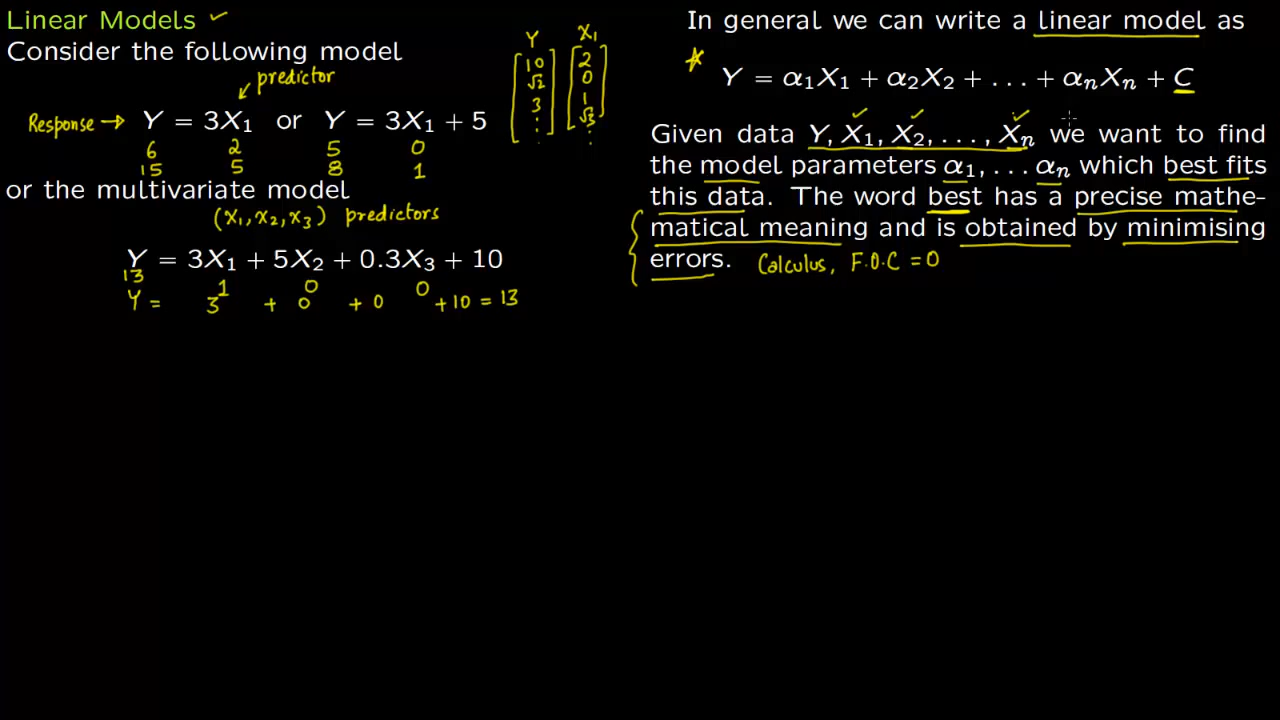 Linear Models ✓
Consider the following model
predictor
Response → Y = 3X₁ or Y = 3X₁ + 5
6 2 5 0
15 5 8 1
Y X₁
10 2
√2 0
3 1
⋮ √3
⋮
or the multivariate model
(x₁, x₂, x₃) predictors
Y = 3X₁ + 5X₂ + 0.3X₃ + 10
13 1 0 0
Y = 3 + 0 + 0 + 10 = 13
In general we can write a linear model as
* Y = α₁X₁ + α₂X₂ + . . . + αₙXₙ + C
Given data Y, X₁, X₂, . . . , Xₙ we want to find
the model parameters α₁, . . . αₙ which best fits
this data. The word best has a precise mathe-
matical meaning and is obtained by minimising
errors. Calculus, F.O.C = 0